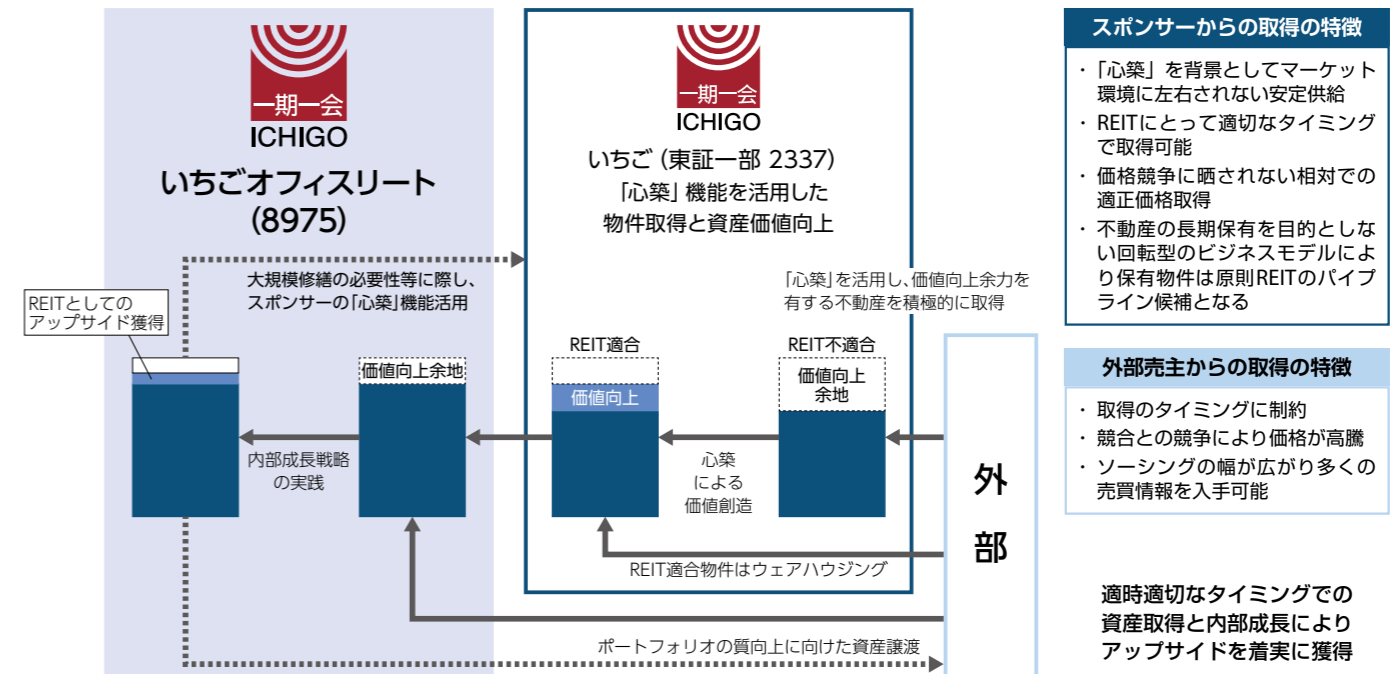 一期一会
ICHIGO
いちごオフィスリート
(8975)
一期一会
ICHIGO
いちご (東証一部 2337)
「心築」機能を活用した
物件取得と資産価値向上
大規模修繕の必要性等に際し、
スポンサーの「心築」機能活用
「心築」を活用し、価値向上余力を
有する不動産を積極的に取得
REITとしての
アップサイド獲得
価値向上余地
REIT適合
価値向上
REIT不適合
価値向上
余地
内部成長戦略
の実践
心築
による
価値創造
外
部
REIT適合物件はウェアハウジング
ポートフォリオの質向上に向けた資産譲渡
スポンサーからの取得の特徴
・「心築」を背景としてマーケット
環境に左右されない安定供給
・ REITにとって適切なタイミング
で取得可能
・ 価格競争に晒されない相対での
適正価格取得
・ 不動産の長期保有を目的としな
い回転型のビジネスモデルによ
り保有物件は原則REITのパイプ
ライン候補となる
外部売主からの取得の特徴
・ 取得のタイミングに制約
・ 競合との競争により価格が高騰
・ ソーシングの幅が広がり多くの
売買情報を入手可能
適時適切なタイミングでの
資産取得と内部成長により
アップサイドを着実に獲得